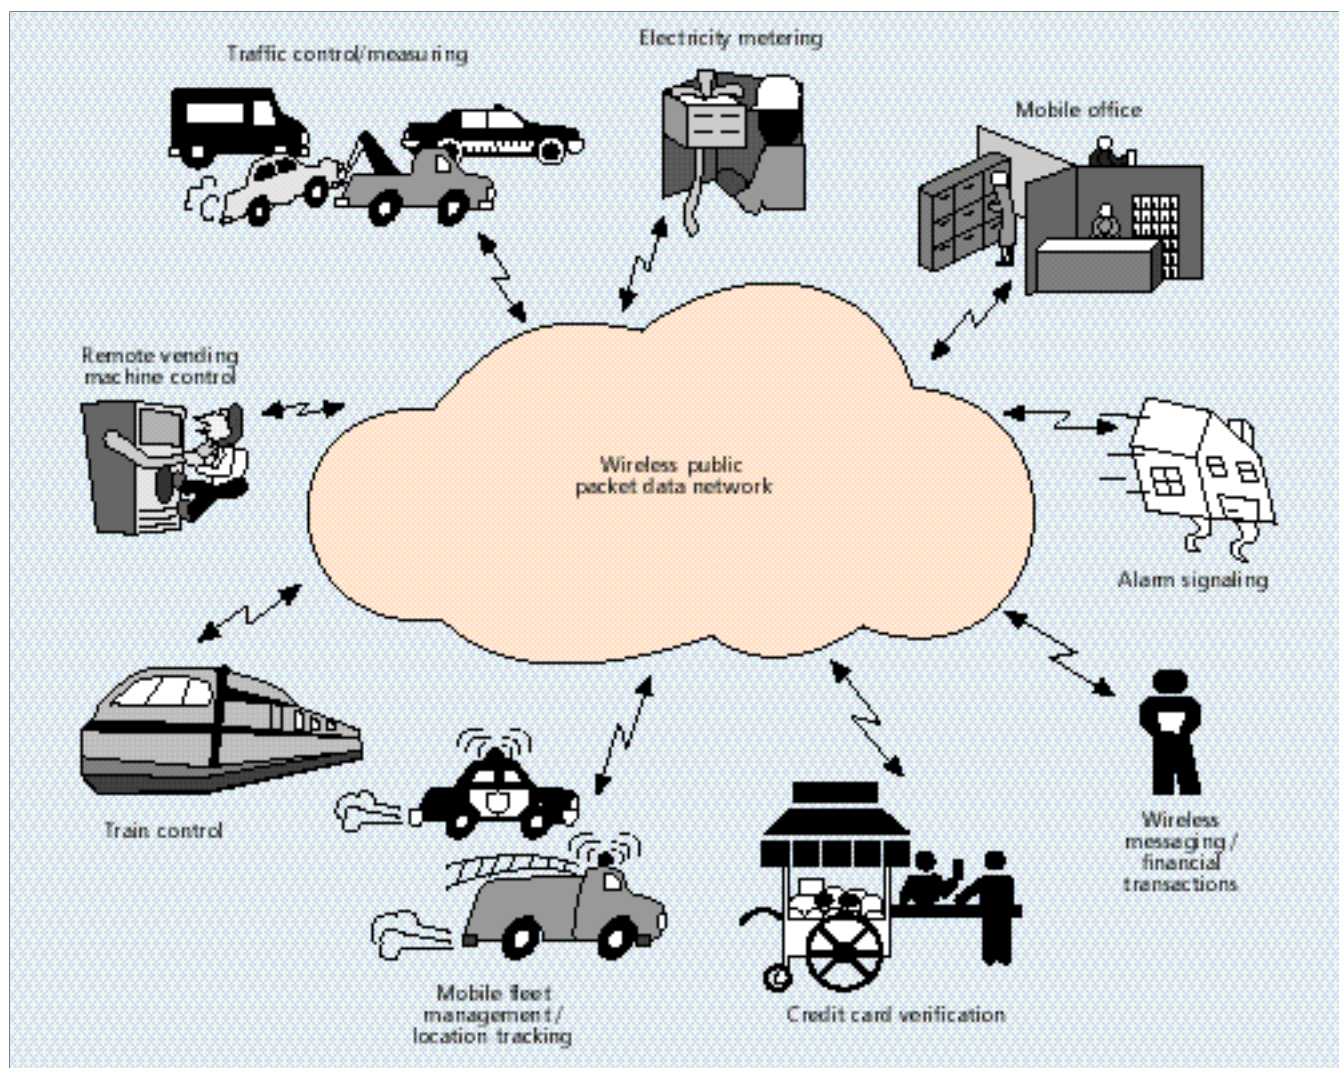 Traffic control/measuring
Electricity metering
Mobile office
Remote vending
machine control
Wireless public
packet data network
Alarm signaling
Train control
Wireless
messaging/
financial
transactions
Mobile fleet
management/
location tracking
Credit card verification